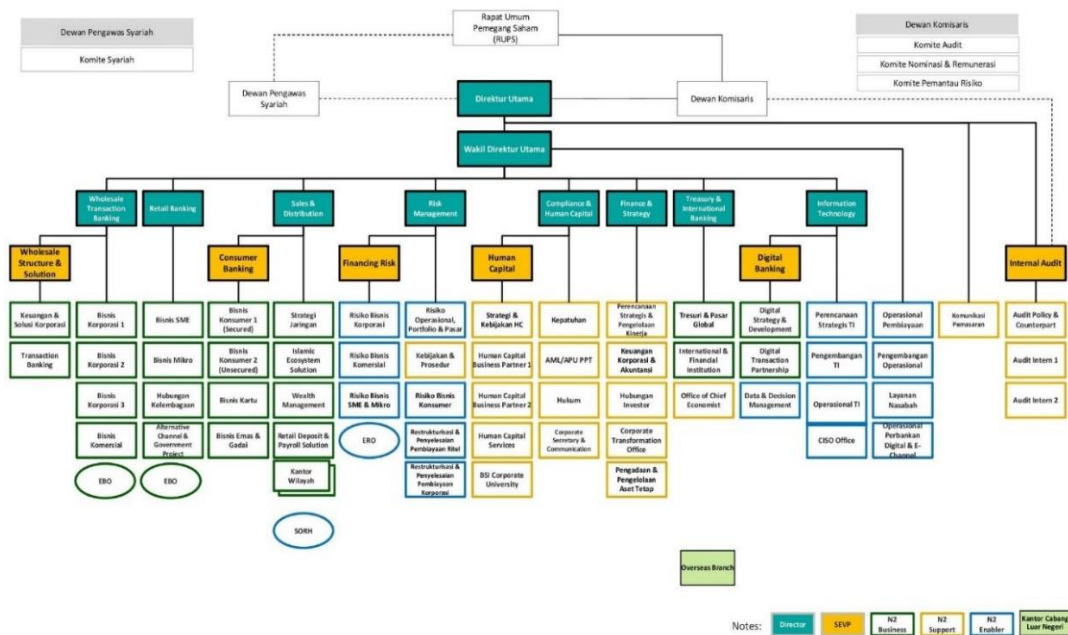 Rapat Umum
Pemegang Saham
(RUPS)
Dewan Pengawas Syariah
Komite Syariah
Dewan Komisaris
Komite Audit
Komite Nominasi & Remunerasi
Komite Pemantau Risiko
Dewan Pengawas
Syariah
Direktur Utama
Dewan Komisaris
Wakil Direktur Utama
Wholesale
Transaction
Banking
Retail Banking
Sales &
Distribution
Risk
Management
Compliance &
Human Capital
Finance &
Strategy
Treasury &
International
Banking
Information
Technology
Wholesale
Structure &
Solution
Consumer
Banking
Financing Risk
Human
Capital
Digital
Banking
Internal Audit
Keuangan &
Solusi Korporasi
Bisnis
Korporasi 1
Bisnis SME
Bisnis
Konsumer 1
(Secured)
Strategi
Jaringan
Risiko Bisnis
Korporasi
Risiko
Operasional,
Portfolio & Pasar
Strategi &
Kebijakan HC
Kepatuhan
Perencanaan
Strategis &
Pengelolaan
Kinerja
Tresuri & Pasar
Global
Digital
Strategy &
Development
Perencanaan
Strategis TI
Operasional
Pembiayaan
Komunikasi
Pemasaran
Audit Policy &
Counterpart
Transaction
Banking
Bisnis
Korporasi 2
Bisnis Mikro
Bisnis
Konsumer 2
(Unsecured)
Islamic
Ecosystem
Solution
Risiko Bisnis
Komersial
Kebijakan &
Prosedur
Human Capital
Business Partner 1
AML/APU PPT
Keuangan
Korporasi &
Akuntansi
International &
Financial
Institution
Digital
Transaction
Partnership
Pengembangan
TI
Pengembangan
Operasional
Audit Intern 1
Bisnis
Korporasi 3
Hubungan
Kelembagaan
Bisnis Kartu
Wealth
Management
Risiko Bisnis
SME & Mikro
Risiko Bisnis
Konsumer
Human Capital
Business Partner 2
Hukum
Hubungan
Investor
Office of Chief
Economist
Data & Decision
Management
Operasional TI
Layanan
Nasabah
Audit Intern 2
Bisnis
Komersial
Alternative
Channel &
Government
Project
Bisnis Emas &
Gadai
Retail Deposit &
Payroll Solution
ERO
Restrukturisasi &
Penyelesaian
Pembiayaan Ritel
Human Capital
Services
Corporate
Secretary &
Communication
Corporate
Transformation
Office
CISO Office
Operasional
Perbankan
Digital & E-
Channel
EBO
EBO
Kantor
Wilayah
Restrukturisasi &
Penyelesaian
Pembiayaan
Korporasi
BSI Corporate
University
Pengadaan &
Pengelolaan
Aset Tetap
SORH
Overseas Branch
Notes:
Director
SEVP
N2
Business
N2
Support
N2
Enabler
Kantor Cabang
Luar Negeri